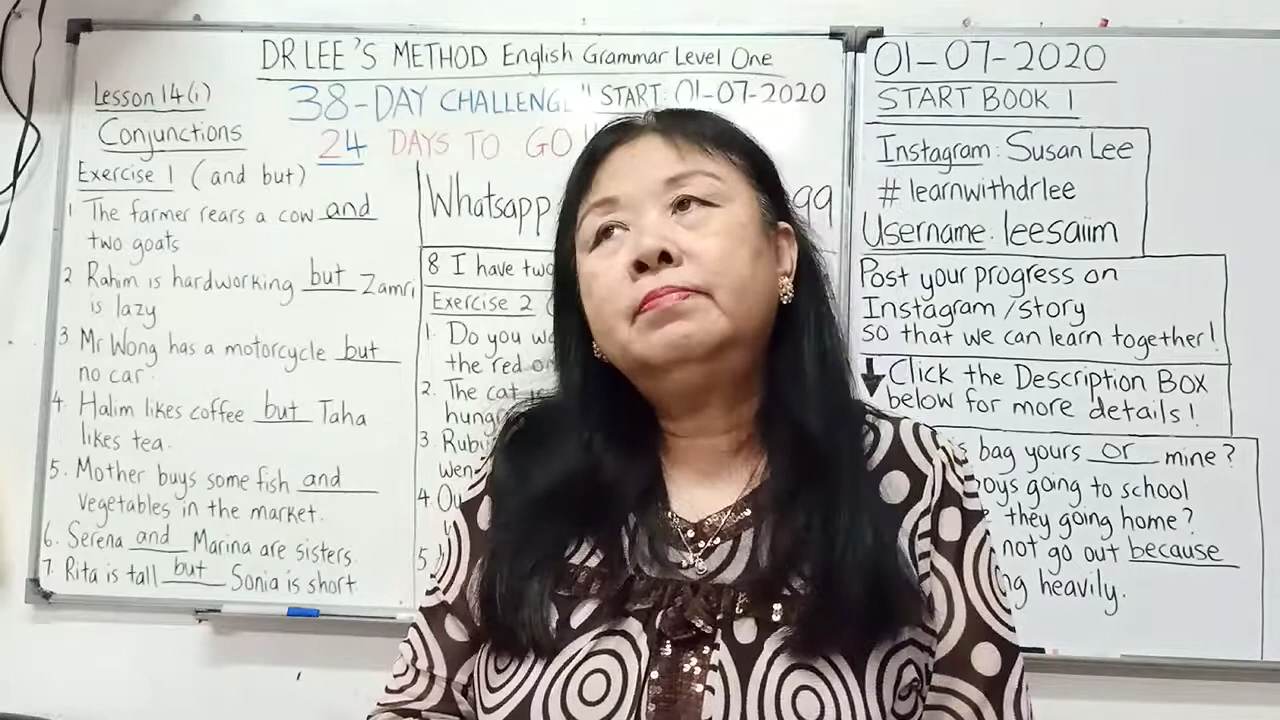 DR LEE'S METHOD English Grammar Level One
Lesson 14(i)
38-DAY CHALLENGE " START: 01-07-2020
Conjunctions
24 DAYS TO GO
Exercise 1 (and but)
1 The farmer rears a cow and
two goats
2 Rahim is hardworking but Zamri
is lazy
3 Mr Wong has a motorcycle but
no car.
4. Halim likes coffee but Taha
likes tea.
5. Mother buys some fish and
vegetables in the market.
6. Serena and Marina are sisters.
7. Rita is tall but Sonia is short
Whatsapp 99
8 I have two
Exercise 2 (
1. Do you
the red
2. The cat is
3.
4.
5
01-07-2020
START BOOK 1
Instagram: Susan Lee
# learnwithdrlee
Username: leesaiim
Post your progress on
Instagram/story
so that we can learn together!
Click the Description Box
below for more details!
bag yours or mine?
going to school
they going home?
not go out because
heavily.